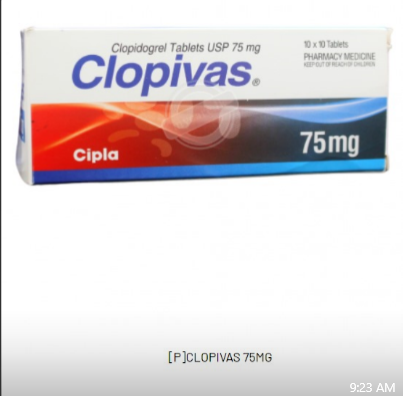 Clopidogrel Tablets USP 75 mg
Clopivas®
10 x 10 Tablets
PHARMACY MEDICINE
KEEP OUT OF REACH OF CHILDREN
75mg
Cipla
[P]CLOPIVAS 75MG
9:23 AM